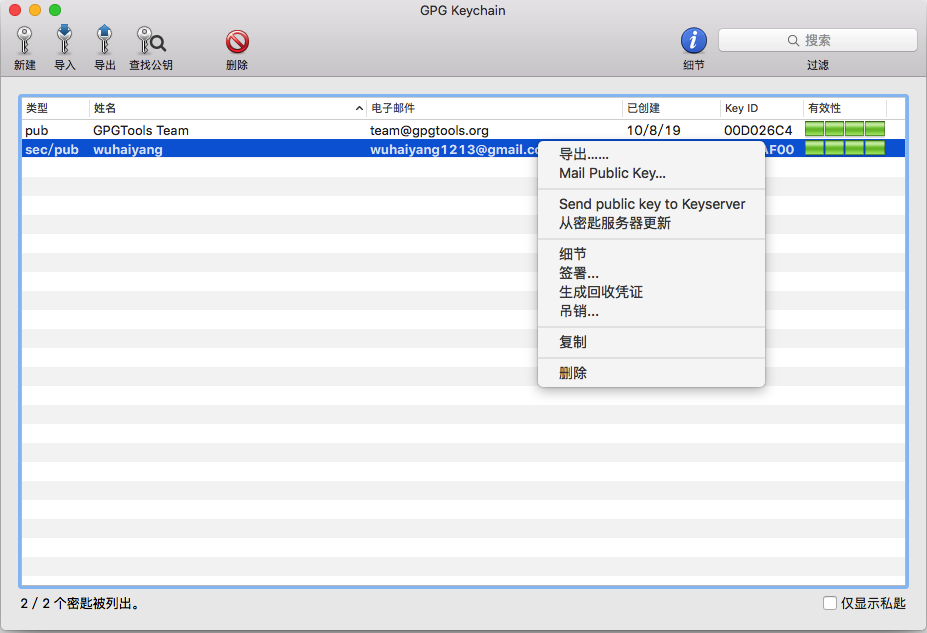 GPG Keychain
新建 导入 导出 查找公钥 删除 细节 搜索 过滤
类型 姓名 电子邮件 已创建 Key ID 有效性
pub GPGTools Team team@gpgtools.org 10/8/19 00D026C4
sec/pub wuhaiyang AF00
导出……
Mail Public Key...
Send public key to Keyserver
从密匙服务器更新
细节
签署...
生成回收凭证
吊销...
复制
删除
2 / 2 个密匙被列出。 仅显示私匙